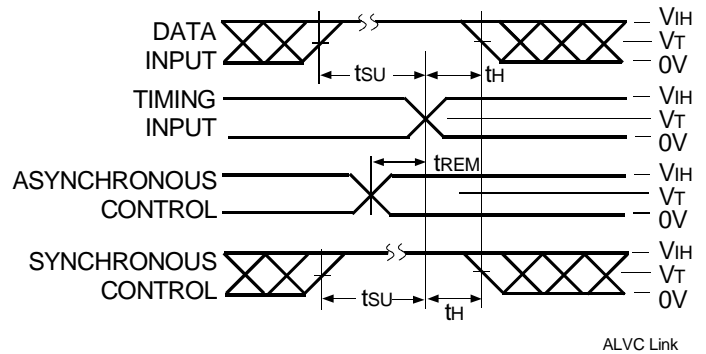 DATA
INPUT
tSU
tH
VIH
VT
0V
TIMING
INPUT
VIH
VT
0V
tREM
ASYNCHRONOUS
CONTROL
VIH
VT
0V
SYNCHRONOUS
CONTROL
tSU
tH
VIH
VT
0V
ALVC Link